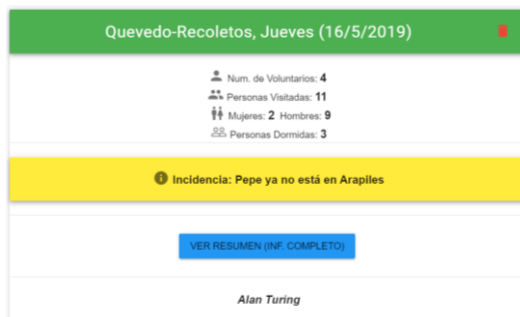 Quevedo-Recoletos, Jueves (16/5/2019)
Num. de Voluntarios: 4
Personas Visitadas: 11
Mujeres: 2 Hombres: 9
Personas Dormidas: 3
Incidencia: Pepe ya no está en Arapiles
VER RESUMEN (INF. COMPLETO)
Alan Turing